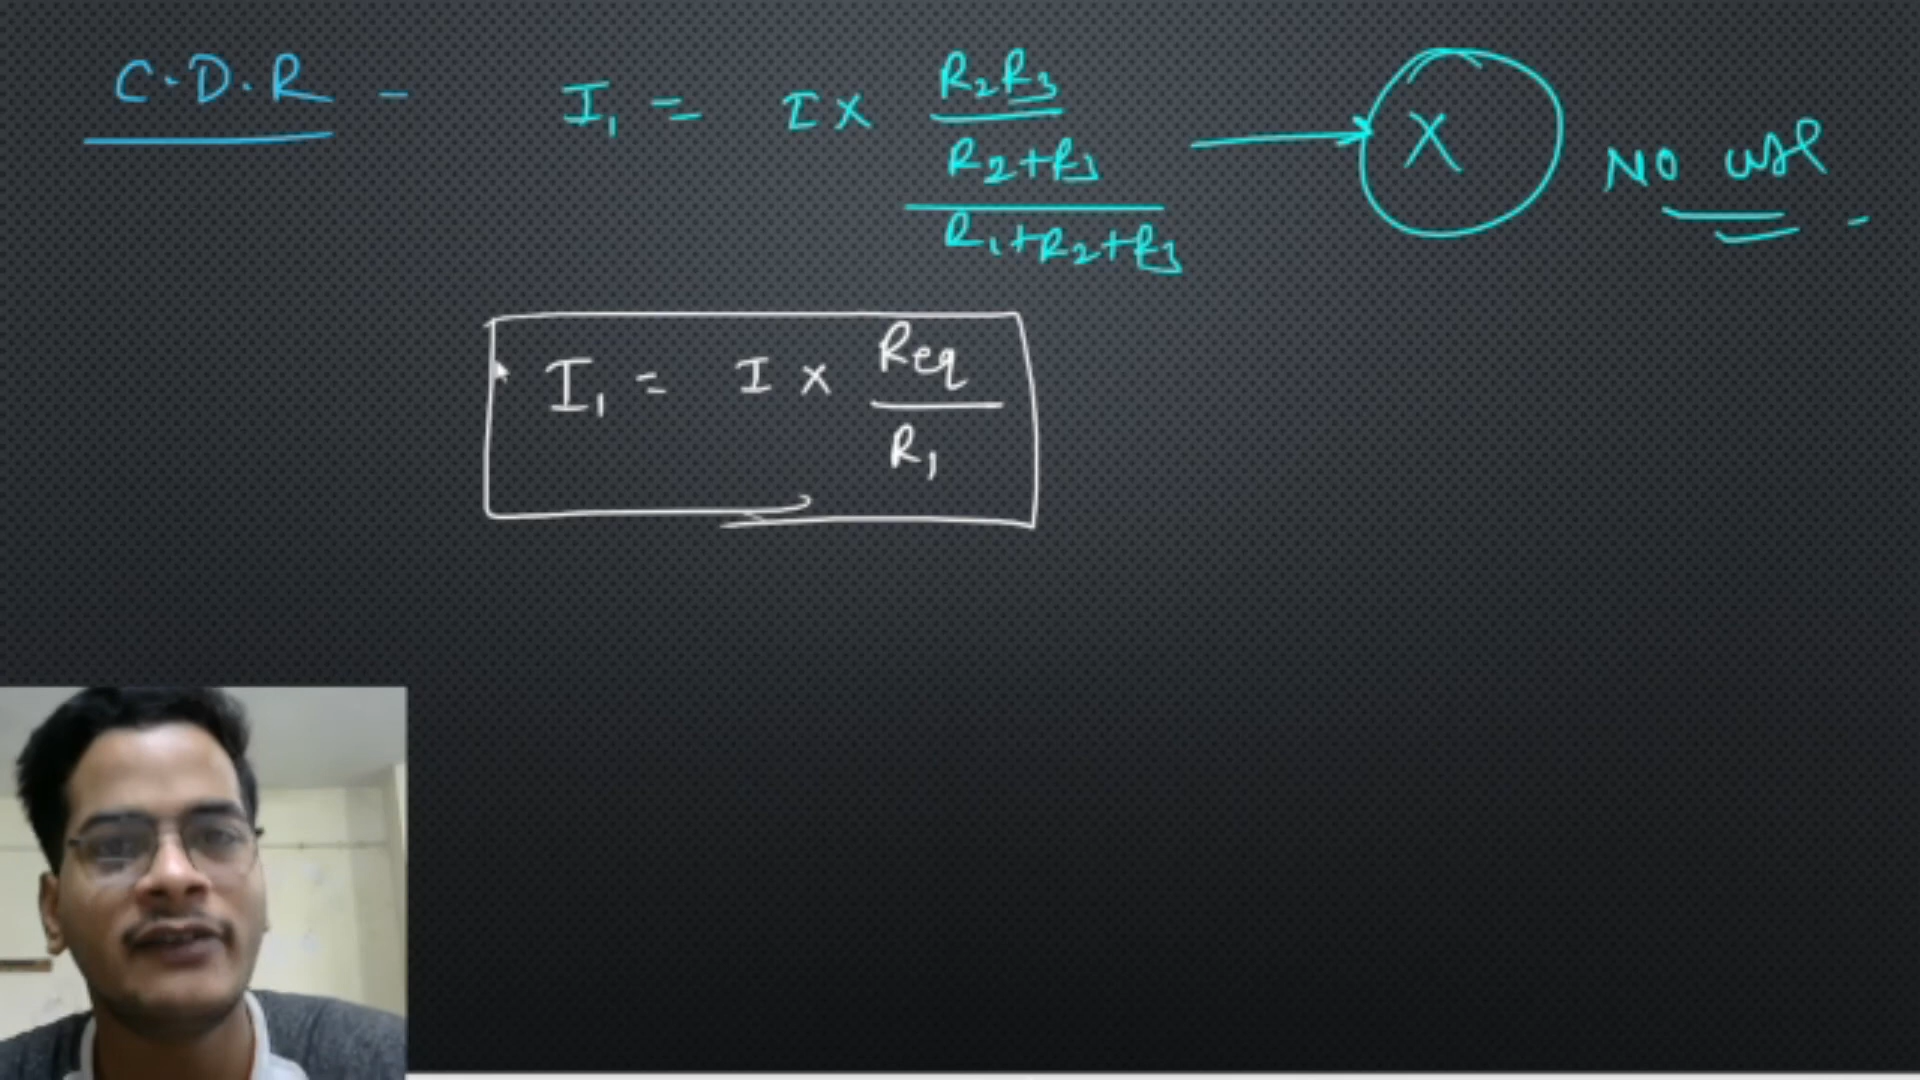 C.D.R - I₁ = I × R₂R₃ / R₂+R₃ / R₁+R₂+R₃ → X NO use -
I₁ = I × Req / R₁